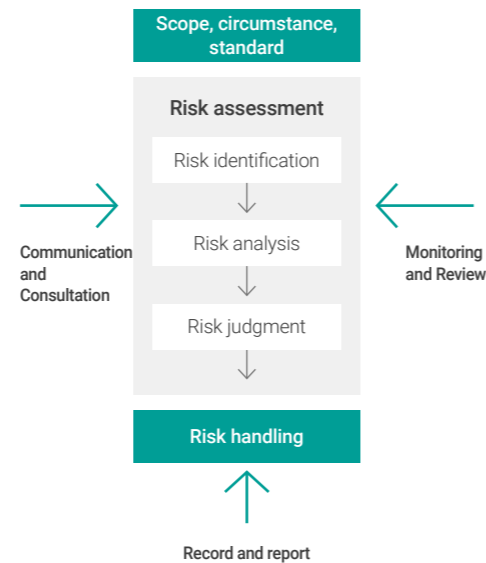 Scope, circumstance,
standard
Risk assessment
Risk identification
Risk analysis
Risk judgment
Communication
and
Consultation
Monitoring
and Review
Risk handling
Record and report